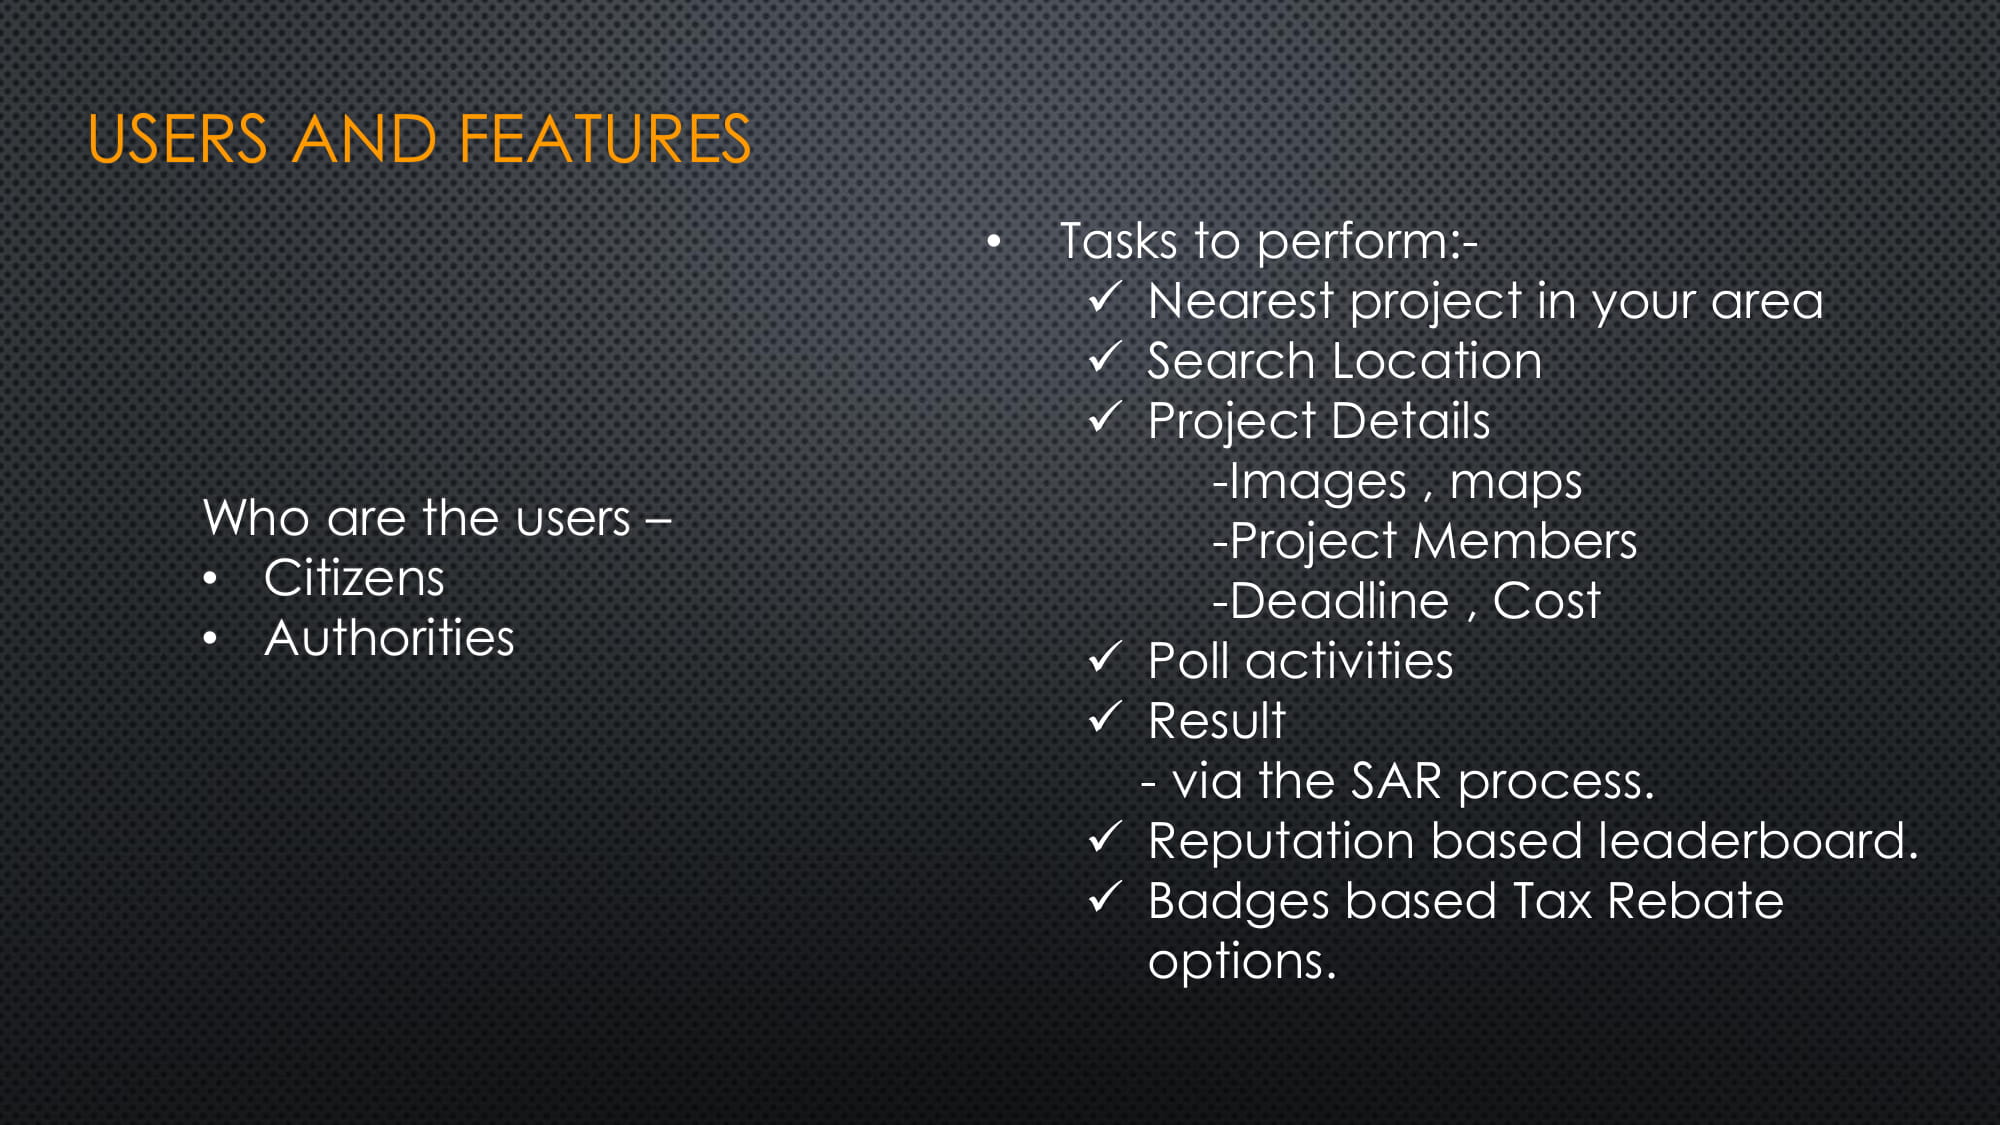 USERS AND FEATURES
Who are the users –
• Citizens
• Authorities
• Tasks to perform:-
✓ Nearest project in your area
✓ Search Location
✓ Project Details
-Images , maps
-Project Members
-Deadline , Cost
✓ Poll activities
✓ Result
- via the SAR process.
✓ Reputation based leaderboard.
✓ Badges based Tax Rebate
options.